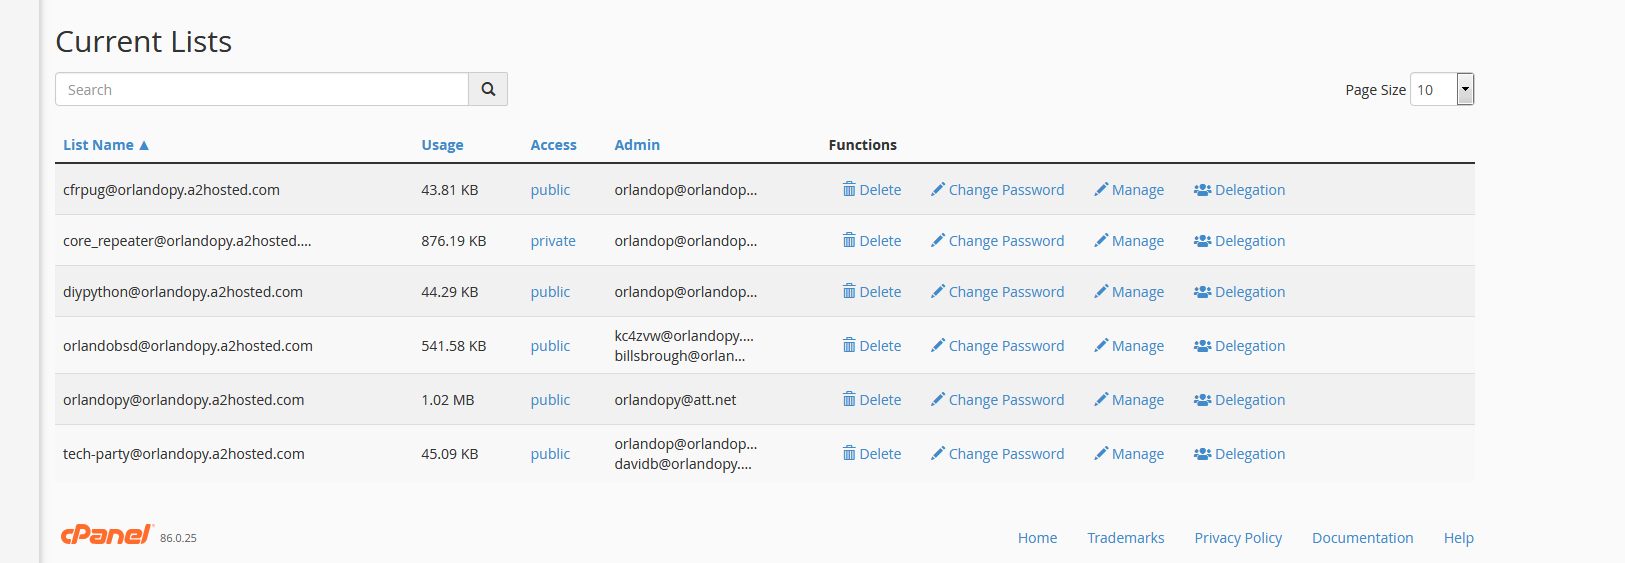 Current Lists
Search
Page Size 10
List Name ▲ Usage Access Admin Functions
cfrpug@orlandopy.a2hosted.com 43.81 KB public orlandop@orlandop... Delete Change Password Manage Delegation
core_repeater@orlandopy.a2hosted.... 876.19 KB private orlandop@orlandop... Delete Change Password Manage Delegation
diypython@orlandopy.a2hosted.com 44.29 KB public orlandop@orlandop... Delete Change Password Manage Delegation
orlandobsd@orlandopy.a2hosted.com 541.58 KB public kc4zvw@orlandopy.... Delete Change Password Manage Delegation
billsbrough@orlan...
orlandopy@orlandopy.a2hosted.com 1.02 MB public orlandopy@att.net Delete Change Password Manage Delegation
tech-party@orlandopy.a2hosted.com 45.09 KB public orlandop@orlandop... Delete Change Password Manage Delegation
davidb@orlandopy....
cPanel 86.0.25 Home Trademarks Privacy Policy Documentation Help